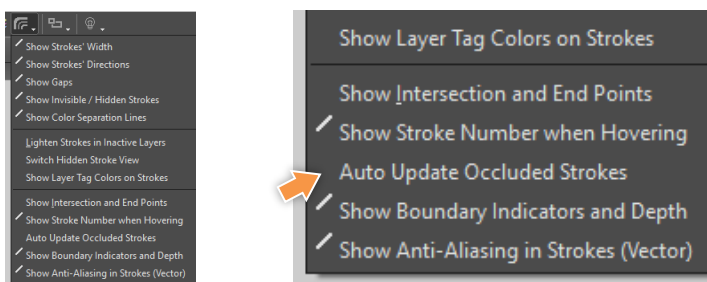 Show Strokes' Width
Show Strokes' Directions
Show Gaps
Show Invisible / Hidden Strokes
Show Color Separation Lines
Lighten Strokes in Inactive Layers
Switch Hidden Stroke View
Show Layer Tag Colors on Strokes
Show Intersection and End Points
Show Stroke Number when Hovering
Auto Update Occluded Strokes
Show Boundary Indicators and Depth
Show Anti-Aliasing in Strokes (Vector)
Show Layer Tag Colors on Strokes
Show Intersection and End Points
Show Stroke Number when Hovering
Auto Update Occluded Strokes
Show Boundary Indicators and Depth
Show Anti-Aliasing in Strokes (Vector)